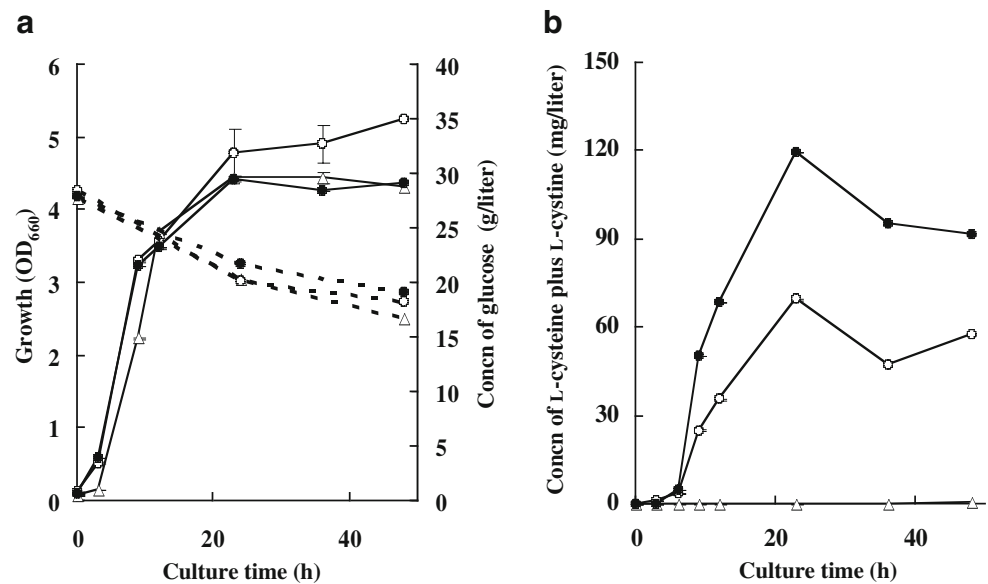 a
6
5
4
3
2
1
0
Growth (OD660)
40
35
30
25
20
15
10
5
0
Concn of glucose (g/liter)
0 20 40
Culture time (h)
b
150
120
90
60
30
0
Concn of L-cysteine plus L-cystine (mg/liter)
0 20 40
Culture time (h)